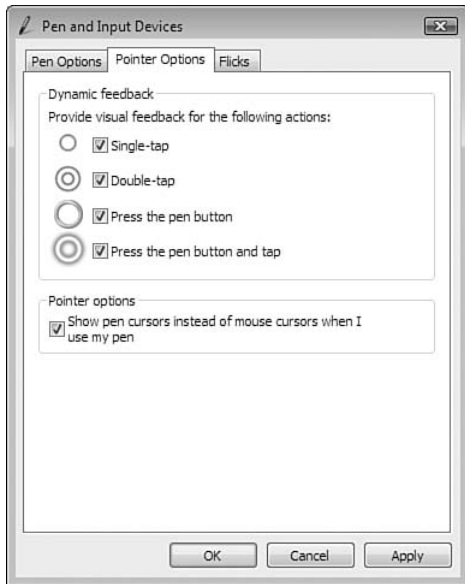 Pen and Input Devices
Pen Options
Pointer Options
Flicks
Dynamic feedback
Provide visual feedback for the following actions:
Single-tap
Double-tap
Press the pen button
Press the pen button and tap
Pointer options
Show pen cursors instead of mouse cursors when I
use my pen
OK
Cancel
Apply